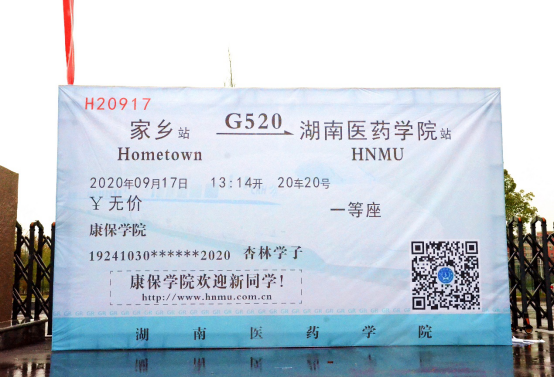 H20917
家乡站 G520 湖南医药学院站
Hometown HNMU
2020年09月17日 13:14开 20车20号
￥无价 一等座
康保学院
19241030******2020 杏林学子
康保学院欢迎新同学!
http://www.hnmu.com.cn
湖南医药学院